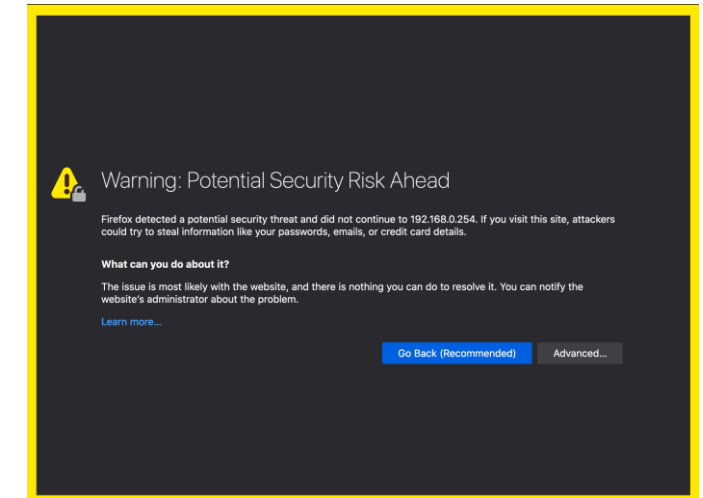 Warning: Potential Security Risk Ahead
Firefox detected a potential security threat and did not continue to 192.168.0.254. If you visit this site, attackers
could try to steal information like your passwords, emails, or credit card details.
What can you do about it?
The issue is most likely with the website, and there is nothing you can do to resolve it. You can notify the
website's administrator about the problem.
Learn more...
Go Back (Recommended)
Advanced...